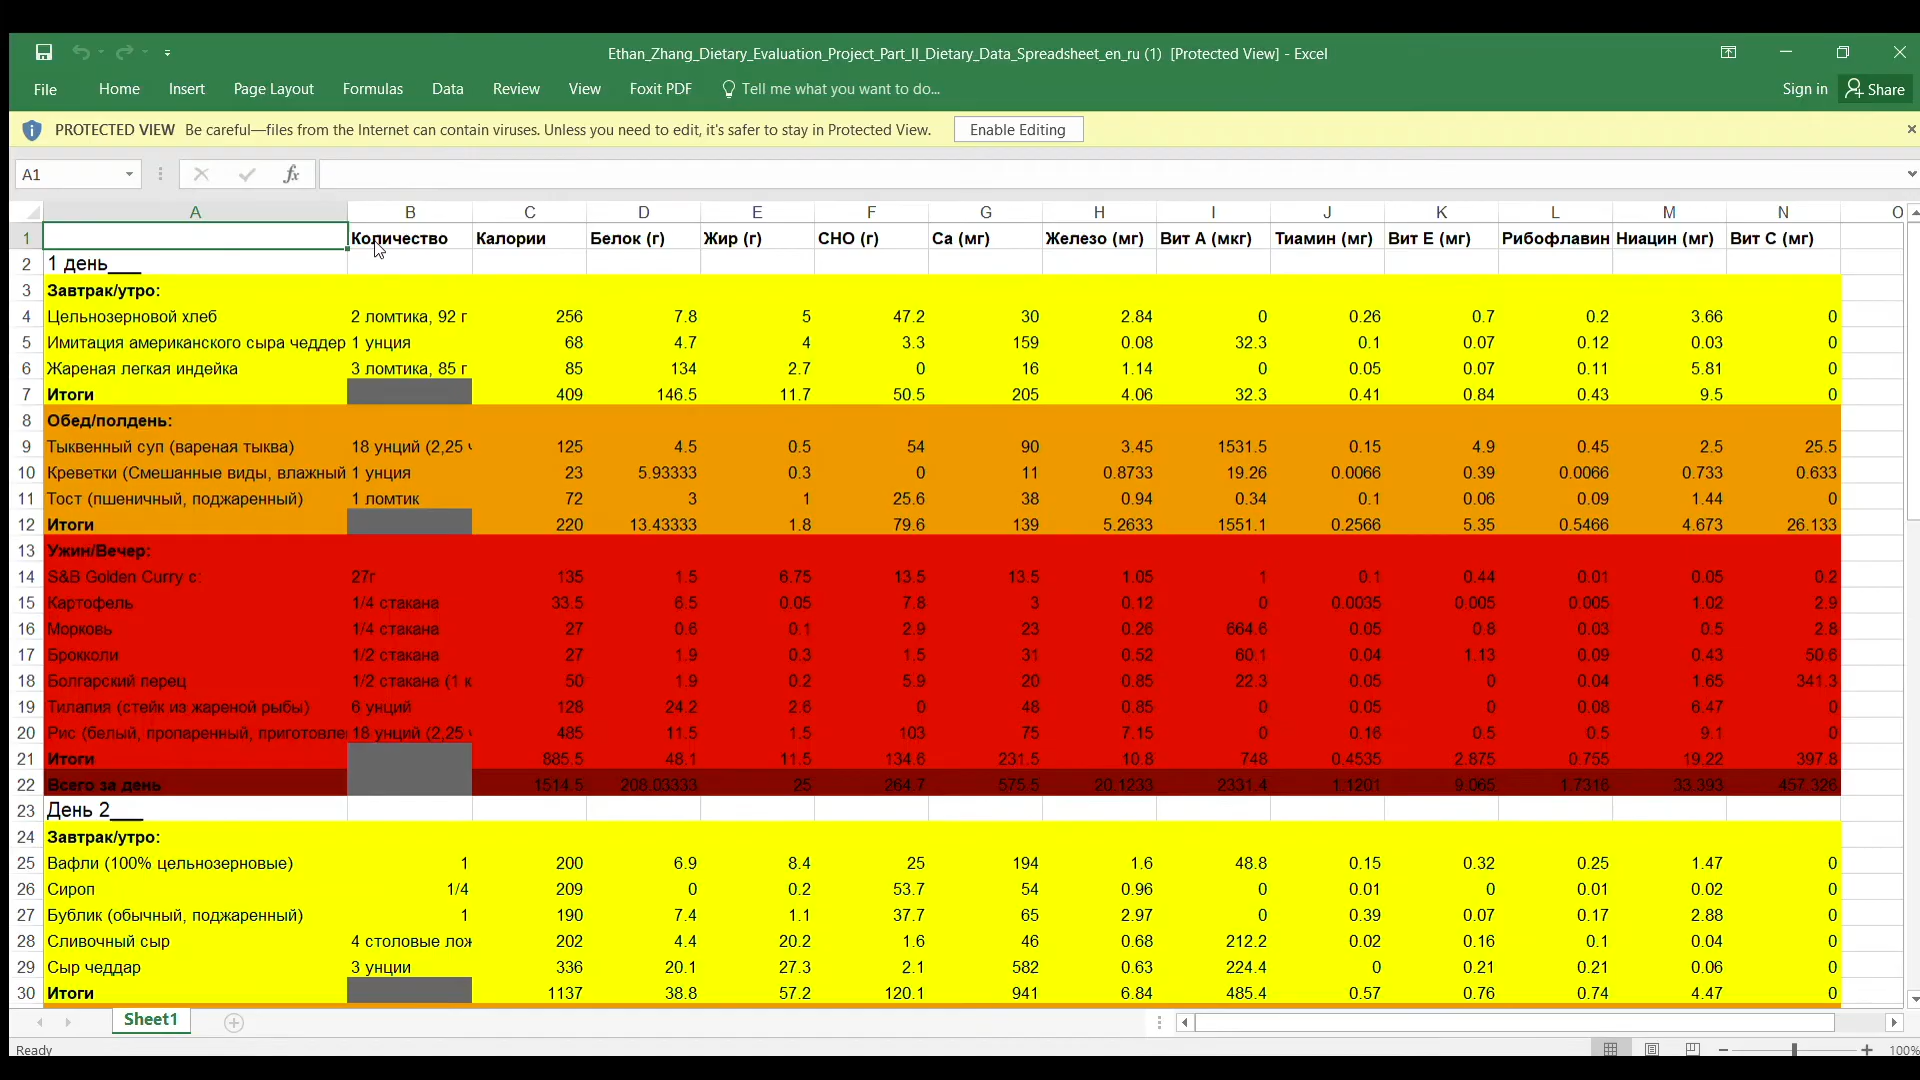 Ethan_Zhang_Dietary_Evaluation_Project_Part_II_Dietary_Data_Spreadsheet_en_ru (1) [Protected View] - Excel
File Home Insert Page Layout Formulas Data Review View Foxit PDF Tell me what you want to do... Sign in Share
PROTECTED VIEW Be careful—files from the Internet can contain viruses. Unless you need to edit, it's safer to stay in Protected View. Enable Editing
A1 fx
A B C D E F G H I J K L M N O
1 Количество Калории Белок (г) Жир (г) СНО (г) Са (мг) Железо (мг) Вит А (мкг) Тиамин (мг) Вит Е (мг) Рибофлавин Ниацин (мг) Вит С (мг)
2 1 день___
3 Завтрак/утро:
4 Цельнозерновой хлеб 2 ломтика, 92 г 256 7.8 5 47.2 30 2.84 0 0.26 0.7 0.2 3.66 0
5 Имитация американского сыра чеддер 1 унция 68 4.7 4 3.3 159 0.08 32.3 0.1 0.07 0.12 0.03 0
6 Жареная легкая индейка 3 ломтика, 85 г 85 134 2.7 0 16 1.14 0 0.05 0.07 0.11 5.81 0
7 Итоги 409 146.5 11.7 50.5 205 4.06 32.3 0.41 0.84 0.43 9.5 0
8 Обед/полдень:
9 Тыквенный суп (вареная тыква) 18 унций (2,25 125 4.5 0.5 54 90 3.45 1531.5 0.15 4.9 0.45 2.5 25.5
10 Креветки (Смешанные виды, влажный 1 унция 23 5.93333 0.3 0 11 0.8733 19.26 0.0066 0.39 0.0066 0.733 0.633
11 Тост (пшеничный, поджаренный) 1 ломтик 72 3 1 25.6 38 0.94 0.34 0.1 0.06 0.09 1.44 0
12 Итоги 220 13.43333 1.8 79.6 139 5.2633 1551.1 0.2566 5.35 0.5466 4.673 26.133
13 Ужин/Вечер:
14 S&B Golden Curry с: 27г 135 1.5 6.75 13.5 13.5 1.05 1 0.1 0.44 0.01 0.05 0.2
15 Картофель 1/4 стакана 33.5 6.5 0.05 7.8 3 0.12 0 0.0035 0.005 0.005 1.02 2.9
16 Морковь 1/4 стакана 27 0.6 0.1 2.9 23 0.26 664.6 0.05 0.8 0.03 0.5 2.8
17 Брокколи 1/2 стакана 27 1.9 0.3 1.5 31 0.52 60.1 0.04 1.13 0.09 0.43 50.6
18 Болгарский перец 1/2 стакана (1 к 50 1.9 0.2 5.9 20 0.85 22.3 0.05 0 0.04 1.65 341.3
19 Тилапия (стейк из жареной рыбы) 6 унций 128 24.2 2.6 0 48 0.85 0 0.05 0 0.08 6.47 0
20 Рис (белый, пропаренный, приготовле 18 унций (2,25 485 11.5 1.5 103 75 7.15 0 0.16 0.5 0.5 9.1 0
21 Итоги 885.5 48.1 11.5 134.6 231.5 10.8 748 0.4535 2.875 0.755 19.22 397.8
22 Всего за день 1514.5 208.03333 25 264.7 575.5 20.1233 2331.4 1.1201 9.065 1.7316 33.393 457.326
23 День 2___
24 Завтрак/утро:
25 Вафли (100% цельнозерновые) 1 200 6.9 8.4 25 194 1.6 48.8 0.15 0.32 0.25 1.47 0
26 Сироп 1/4 209 0 0.2 53.7 54 0.96 0 0.01 0 0.01 0.02 0
27 Бублик (обычный, поджаренный) 1 190 7.4 1.1 37.7 65 2.97 0 0.39 0.07 0.17 2.88 0
28 Сливочный сыр 4 столовые лож 202 4.4 20.2 1.6 46 0.68 212.2 0.02 0.16 0.1 0.04 0
29 Сыр чеддар 3 унции 336 20.1 27.3 2.1 582 0.63 224.4 0 0.21 0.21 0.06 0
30 Итоги 1137 38.8 57.2 120.1 941 6.84 485.4 0.57 0.76 0.74 4.47 0
Sheet1
Ready 100%